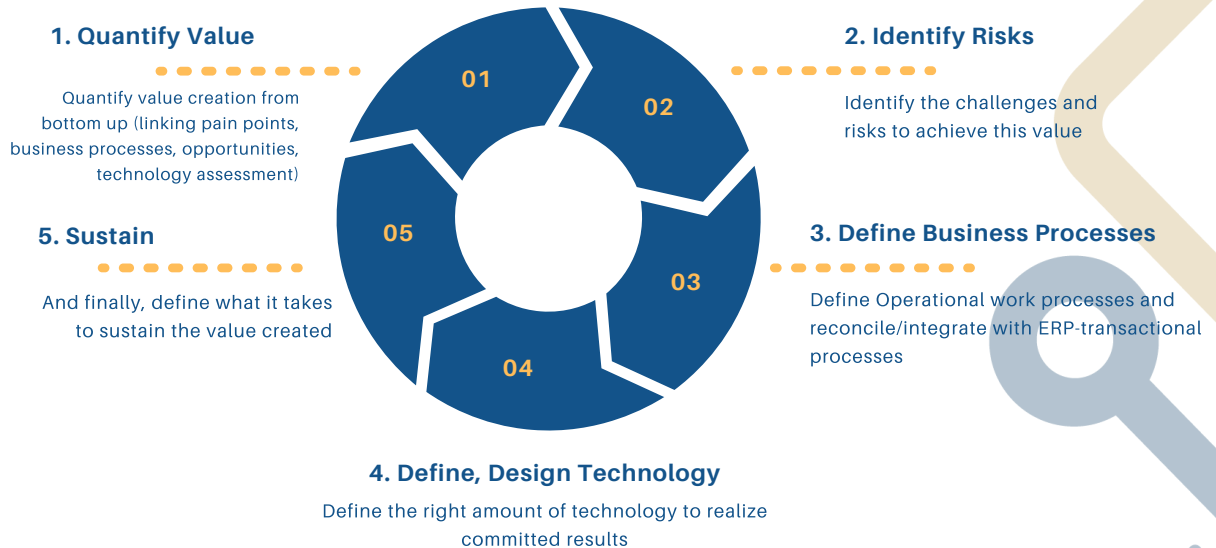 1. Quantify Value
Quantify value creation from
bottom up (linking pain points,
business processes, opportunities,
technology assessment)
2. Identify Risks
Identify the challenges and
risks to achieve this value
3. Define Business Processes
Define Operational work processes and
reconcile/integrate with ERP-transactional
processes
4. Define, Design Technology
Define the right amount of technology to realize
committed results
5. Sustain
And finally, define what it takes
to sustain the value created
01
02
03
04
05